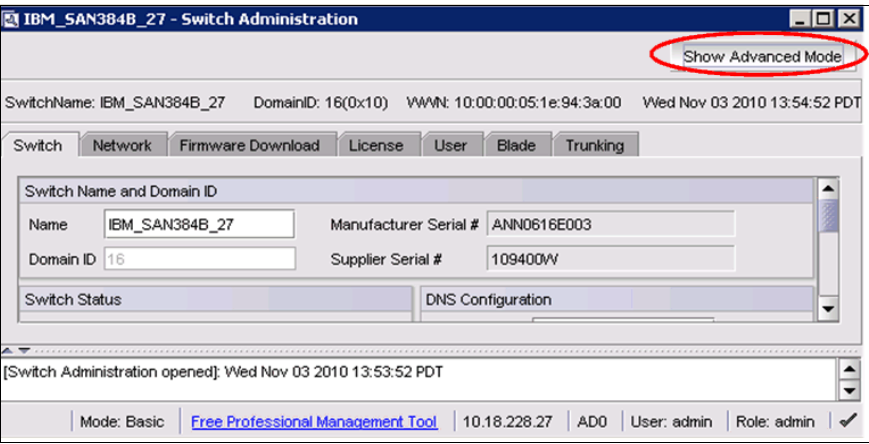 IBM_SAN384B_27 - Switch Administration
Show Advanced Mode
SwitchName: IBM_SAN384B_27 DomainID: 16(0x10) WWN: 10:00:00:05:1e:94:3a:00 Wed Nov 03 2010 13:54:52 PDT
Switch Network Firmware Download License User Blade Trunking
Switch Name and Domain ID
Name IBM_SAN384B_27 Manufacturer Serial # ANN0616E003
Domain ID 16 Supplier Serial # 109400W
Switch Status DNS Configuration
[Switch Administration opened]: Wed Nov 03 2010 13:53:52 PDT
Mode: Basic Free Professional Management Tool 10.18.228.27 AD0 User: admin Role: admin